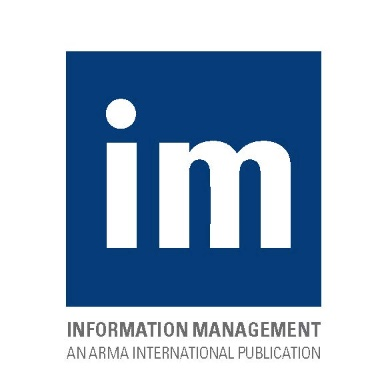 im
INFORMATION MANAGEMENT
AN ARMA INTERNATIONAL PUBLICATION